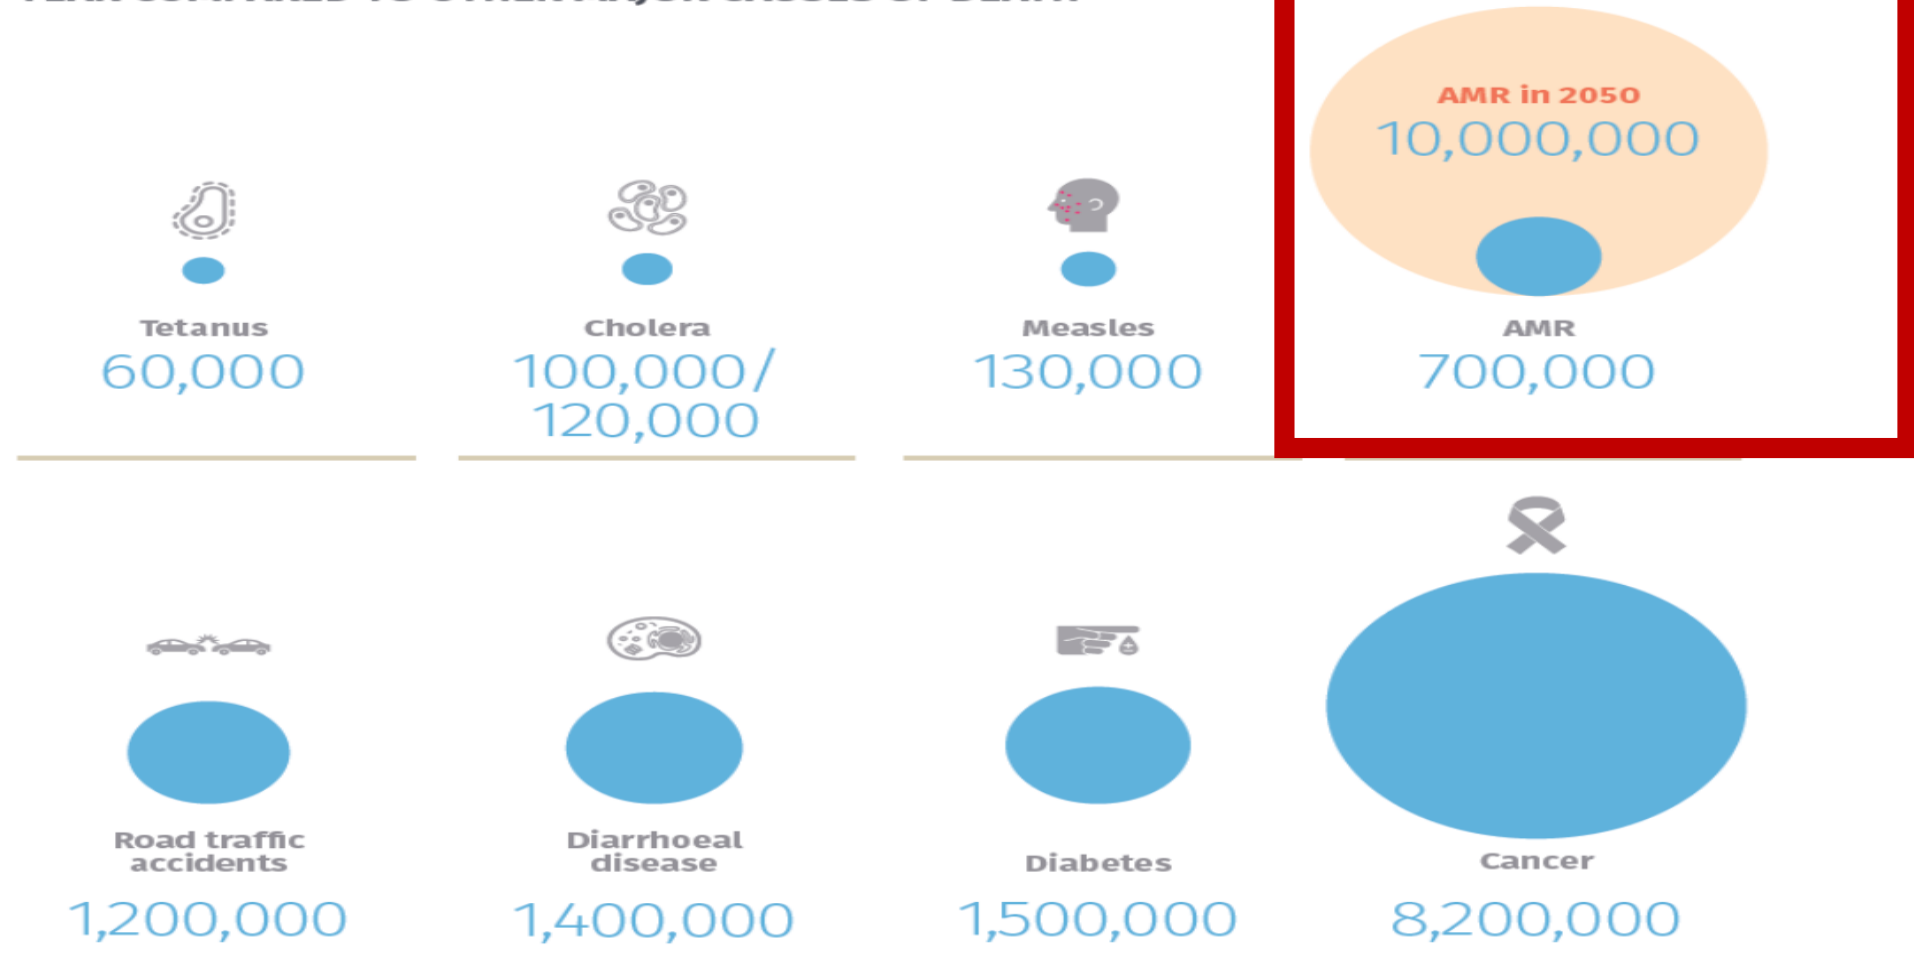 AMR in 2050
10,000,000
Tetanus
60,000
Cholera
100,000/
120,000
Measles
130,000
AMR
700,000
Road traffic
accidents
1,200,000
Diarrhoeal
disease
1,400,000
Diabetes
1,500,000
Cancer
8,200,000